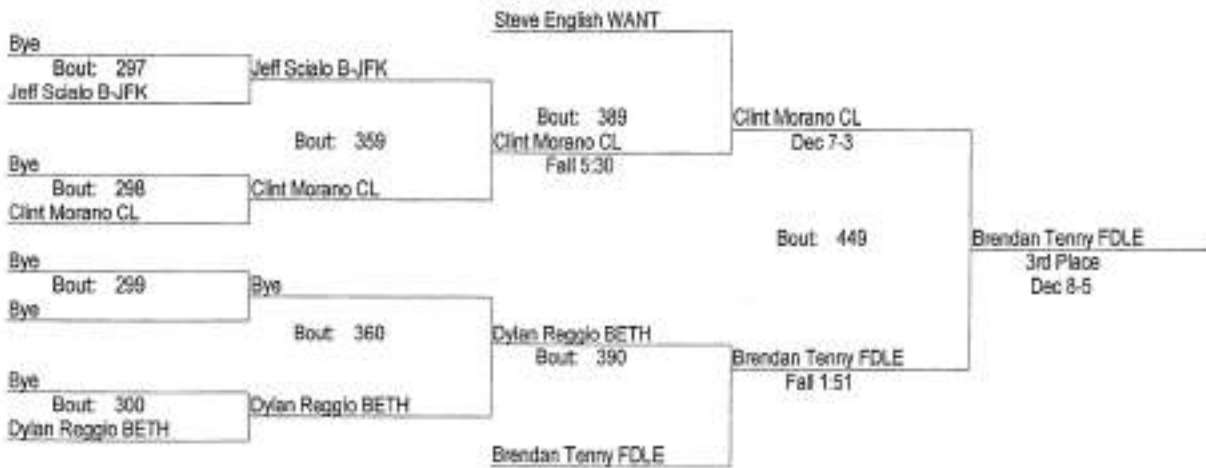 Steve English WANT
Bye
Bout: 297
Jeff Scialo B-JFK
Jeff Scialo B-JFK
Bout: 389
Clint Morano CL
Dec 7-3
Bout: 359
Clint Morano CL
Fall 5:30
Bye
Bout: 298
Clint Morano CL
Clint Morano CL
Bout: 449
Brendan Tenny FDLE
3rd Place
Dec 8-5
Bye
Bout: 299
Bye
Bye
Bout: 360
Dylan Reggio BETH
Bout: 390
Brendan Tenny FDLE
Fall 1:51
Bye
Bout: 300
Dylan Reggio BETH
Dylan Reggio BETH
Brendan Tenny FDLE